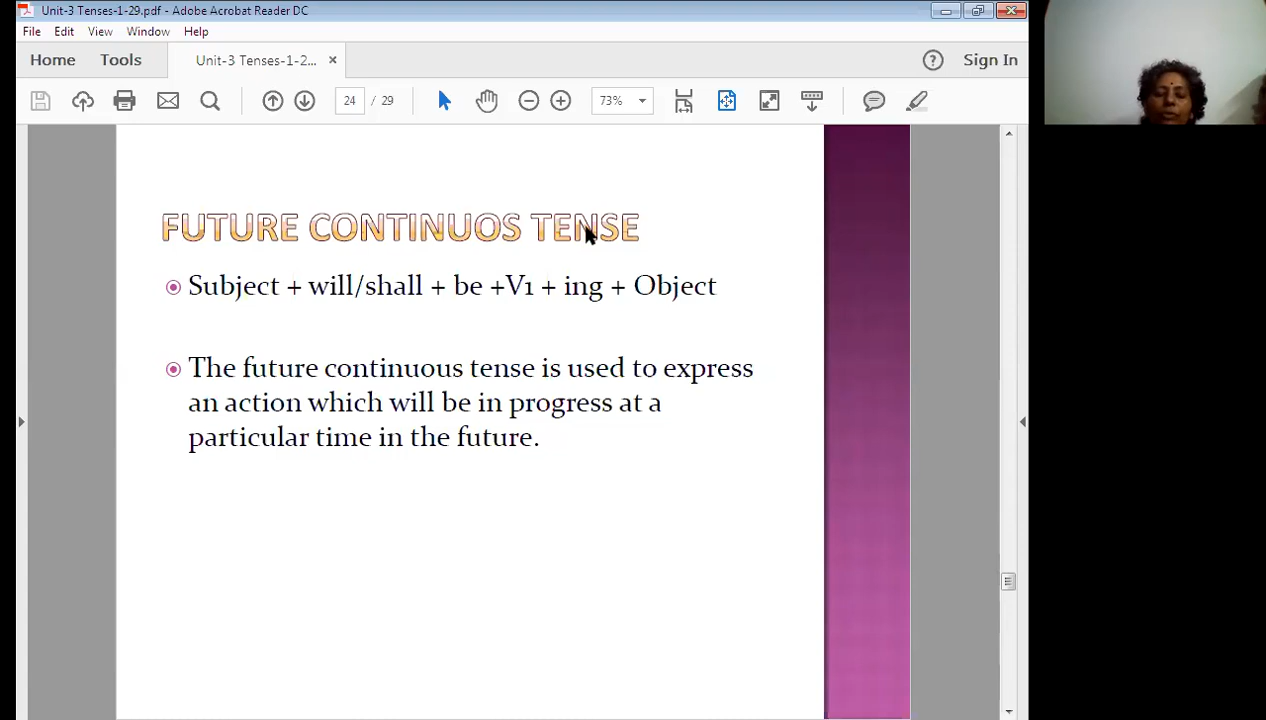 Unit-3 Tenses-1-29.pdf - Adobe Acrobat Reader DC
File Edit View Window Help
Home Tools Unit-3 Tenses-1-2... × Sign In
24 / 29 73%
FUTURE CONTINUOS TENSE
Subject + will/shall + be +V1 + ing + Object
The future continuous tense is used to express
an action which will be in progress at a
particular time in the future.